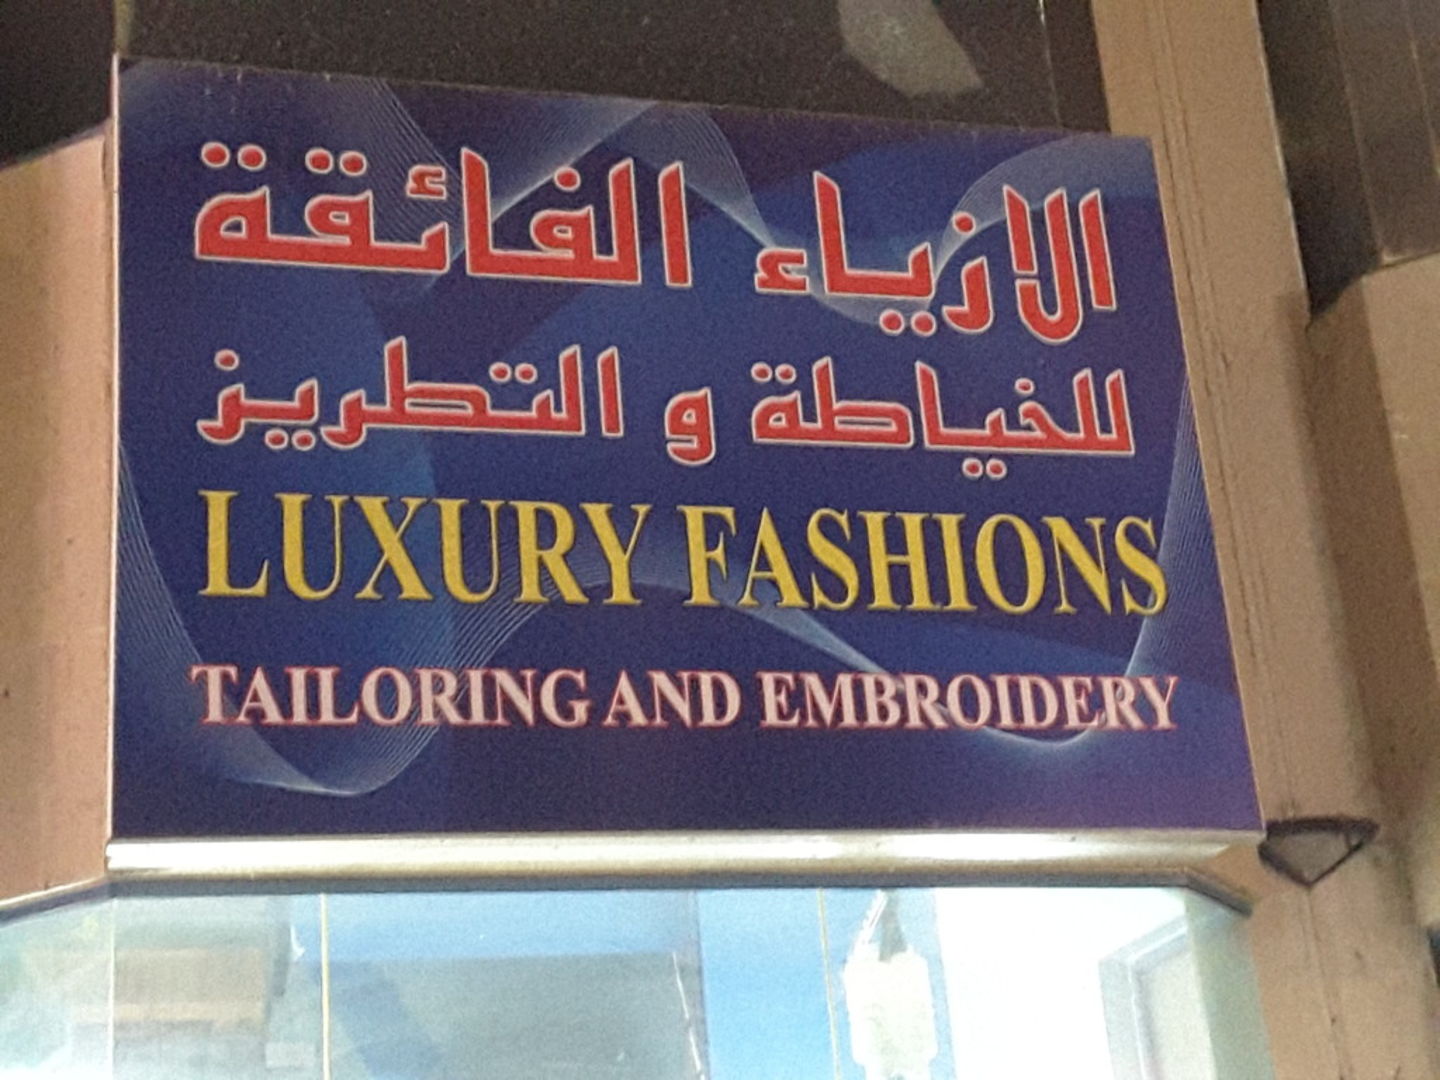 الازياء الفائقة
للخياطة و التطريز
LUXURY FASHIONS
TAILORING AND EMBROIDERY